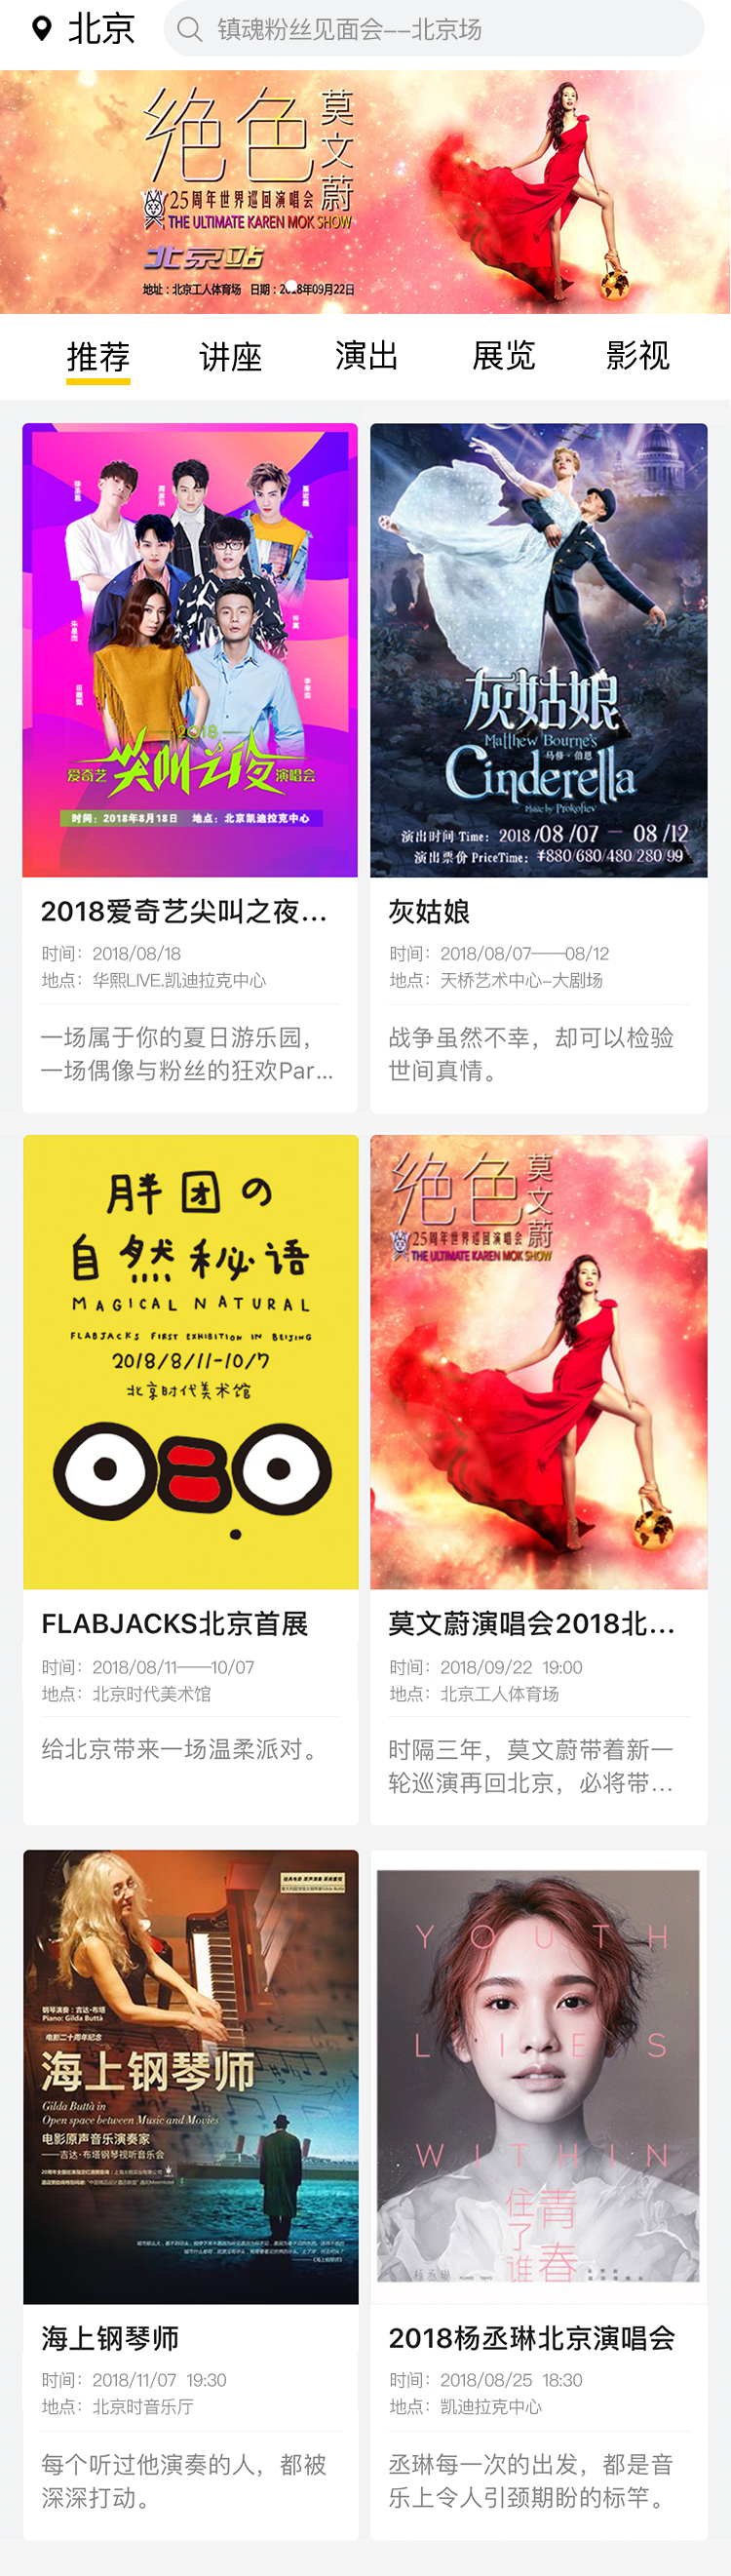 北京
镇魂粉丝见面会--北京场
绝色
莫文蔚
25周年世界巡回演唱会
THE ULTIMATE KAREN MOK SHOW
北京站
地址：北京工人体育场 日期：2018年09月22日
推荐 讲座 演出 展览 影视
2018
爱奇艺 尖叫之夜 演唱会
时间：2018年8月18日 地点：北京凯迪拉克中心
2018爱奇艺尖叫之夜...
时间：2018/08/18
地点：华熙LIVE.凯迪拉克中心
一场属于你的夏日游乐园，
一场偶像与粉丝的狂欢Par...
灰姑娘
Matthew Bourne's
马修·伯恩
Cinderella
Music by Prokofiev
演出时间 Time: 2018 /08 /07 — 08 /12
演出票价 PriceTime: ¥880/680/480/280/99
灰姑娘
时间：2018/08/07——08/12
地点：天桥艺术中心-大剧场
战争虽然不幸，却可以检验
世间真情。
胖团の
自然秘语
MAGICAL NATURAL
FLABJACKS FIRST EXHIBITION IN BEIJING
2018/8/11-10/7
北京时代美术馆
FLABJACKS北京首展
时间：2018/08/11——10/07
地点：北京时代美术馆
给北京带来一场温柔派对。
绝色
莫文蔚
25周年世界巡回演唱会
THE ULTIMATE KAREN MOK SHOW
莫文蔚演唱会2018北...
时间：2018/09/22 19:00
地点：北京工人体育场
时隔三年，莫文蔚带着新一
轮巡演再回北京，必将带...
钢琴演奏：吉达·布塔
Piano: Gilda Buttà
电影二十周年纪念
海上钢琴师
Gilda Buttà in
Open space between Music and Movies
电影原声音乐演奏家
——吉达·布塔钢琴视听音乐会
海上钢琴师
时间：2018/11/07 19:30
地点：北京时音乐厅
每个听过他演奏的人，都被
深深打动。
YOUTH
LIES
WITHIN
青春
住了谁
杨丞琳
2018杨丞琳北京演唱会
时间：2018/08/25 18:30
地点：凯迪拉克中心
丞琳每一次的出发，都是音
乐上令人引颈期盼的标竿。